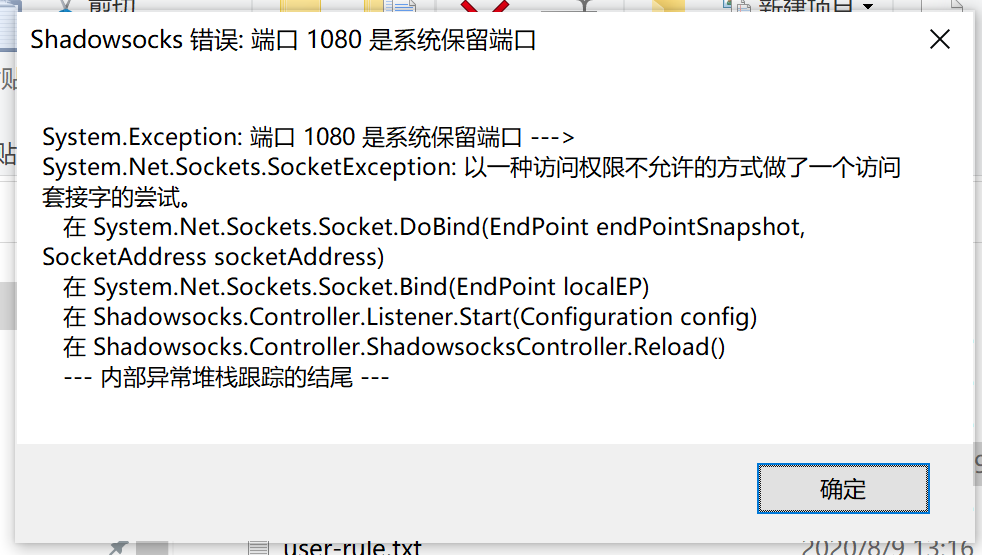 剪切
新建项目
Shadowsocks 错误: 端口 1080 是系统保留端口
贴
System.Exception: 端口 1080 是系统保留端口 --->
贴
System.Net.Sockets.SocketException: 以一种访问权限不允许的方式做了一个访问
套接字的尝试。
在 System.Net.Sockets.Socket.DoBind(EndPoint endPointSnapshot,
SocketAddress socketAddress)
在 System.Net.Sockets.Socket.Bind(EndPoint localEP)
在 Shadowsocks.Controller.Listener.Start(Configuration config)
在 Shadowsocks.Controller.ShadowsocksController.Reload()
--- 内部异常堆栈跟踪的结尾 ---
确定
user-rule.txt
2020/8/9 13:16